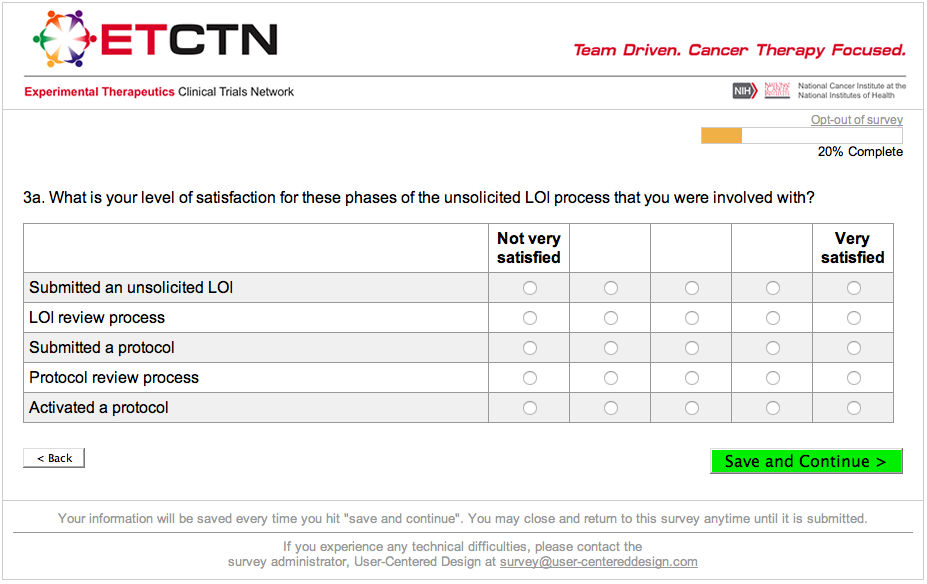 ETCTN
Team Driven. Cancer Therapy Focused.
Experimental Therapeutics Clinical Trials Network
NIH
NATIONAL
CANCER
INSTITUTE
National Cancer Institute at the
National Institutes of Health
Opt-out of survey
20% Complete
3a. What is your level of satisfaction for these phases of the unsolicited LOI process that you were involved with?
Not very
satisfied
Very
satisfied
Submitted an unsolicited LOI
LOI review process
Submitted a protocol
Protocol review process
Activated a protocol
< Back
Save and Continue >
Your information will be saved every time you hit "save and continue". You may close and return to this survey anytime until it is submitted.
If you experience any technical difficulties, please contact the
survey administrator, User-Centered Design at survey@user-centereddesign.com